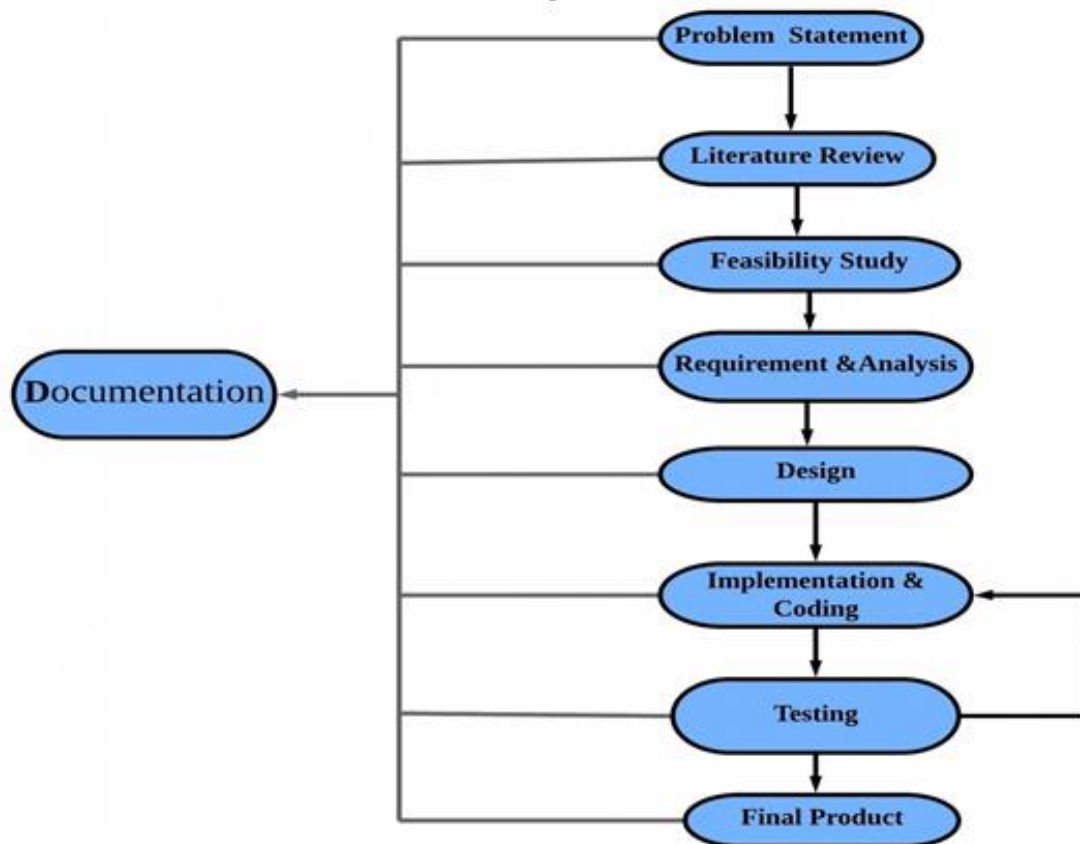 Problem Statement
Literature Review
Feasibility Study
Requirement &Analysis
Documentation
Design
Implementation &
Coding
Testing
Final Product